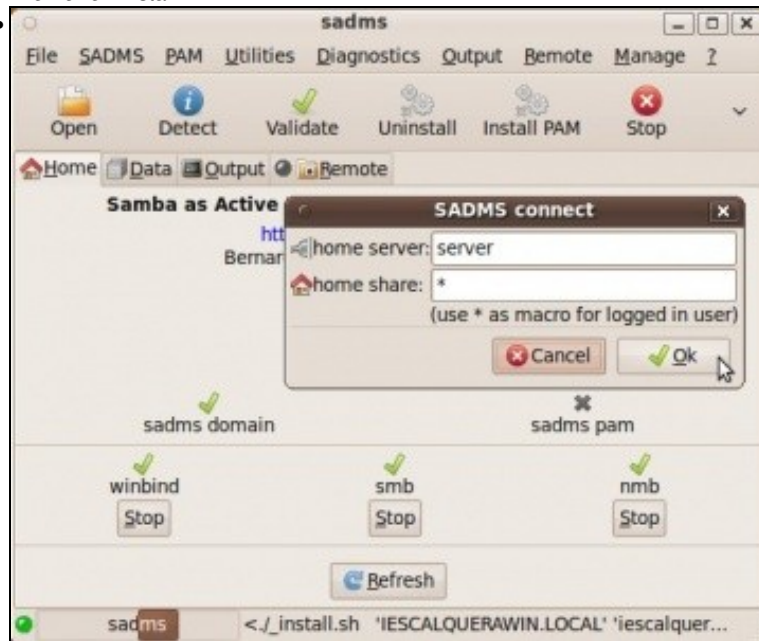 sadms
File SADMS PAM Utilities Diagnostics Output Remote Manage ?
Open Detect Validate Uninstall Install PAM Stop
Home Data Output Remote
Samba as Active
htt
Bernar
SADMS connect
home server: server
home share: *
(use * as macro for logged in user)
Cancel Ok
sadms domain sadms pam
winbind smb nmb
Stop Stop Stop
Refresh
sadms <./_install.sh 'IESCALQUERAWIN.LOCAL' 'iescalquer...